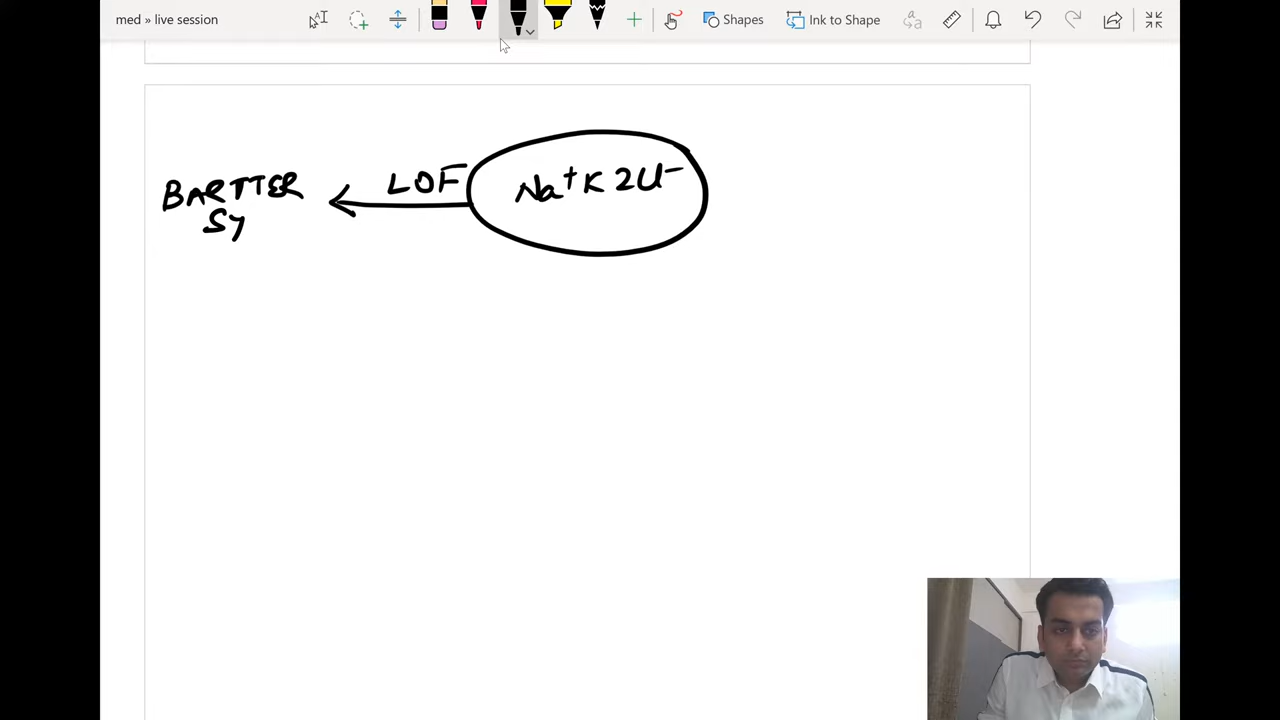 med » live session
Shapes
Ink to Shape
BARTTER
Sy
LOF
Na⁺ K 2Cl⁻